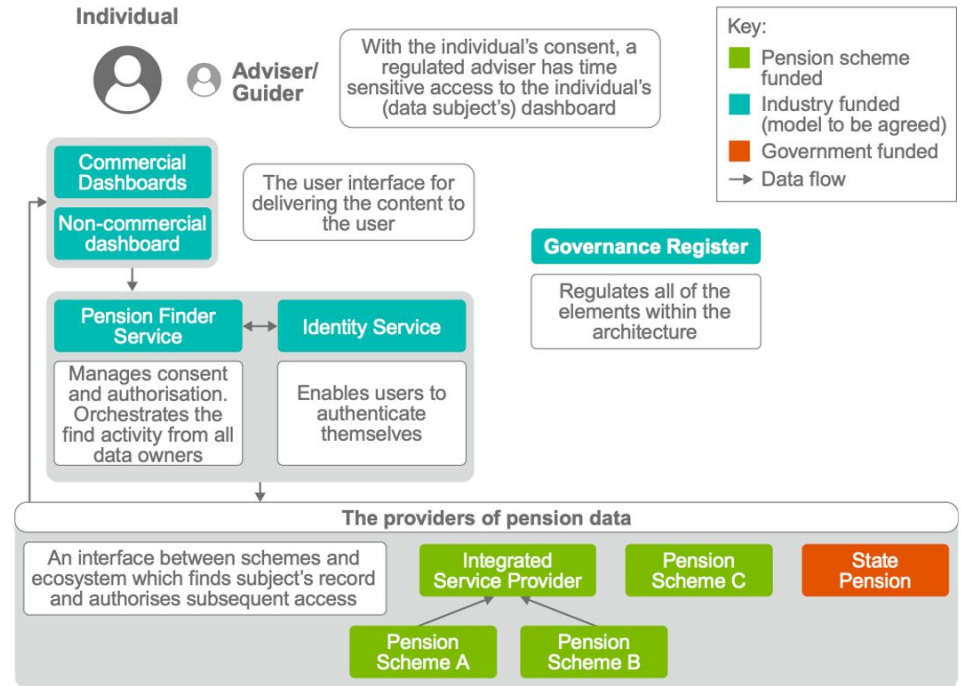 Individual
Adviser/
Guider
With the individual's consent, a
regulated adviser has time
sensitive access to the individual's
(data subject's) dashboard
Key:
Pension scheme
funded
Industry funded
(model to be agreed)
Government funded
Data flow
Commercial
Dashboards
Non-commercial
dashboard
The user interface for
delivering the content to
the user
Governance Register
Regulates all of the
elements within the
architecture
Pension Finder
Service
Identity Service
Manages consent
and authorisation.
Orchestrates the
find activity from all
data owners
Enables users to
authenticate
themselves
The providers of pension data
An interface between schemes and
ecosystem which finds subject's record
and authorises subsequent access
Integrated
Service Provider
Pension
Scheme C
State
Pension
Pension
Scheme A
Pension
Scheme B